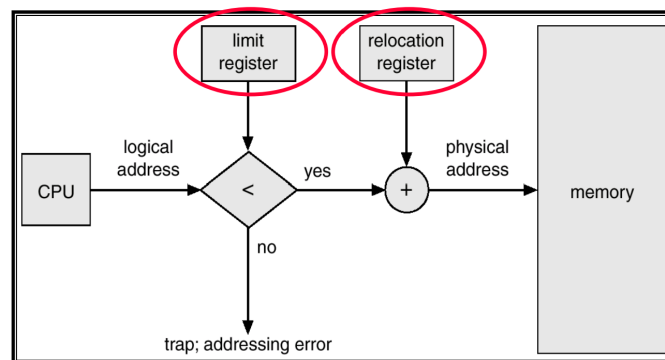 limit
register
relocation
register
logical
address
physical
address
CPU
<
yes
+
memory
no
trap; addressing error